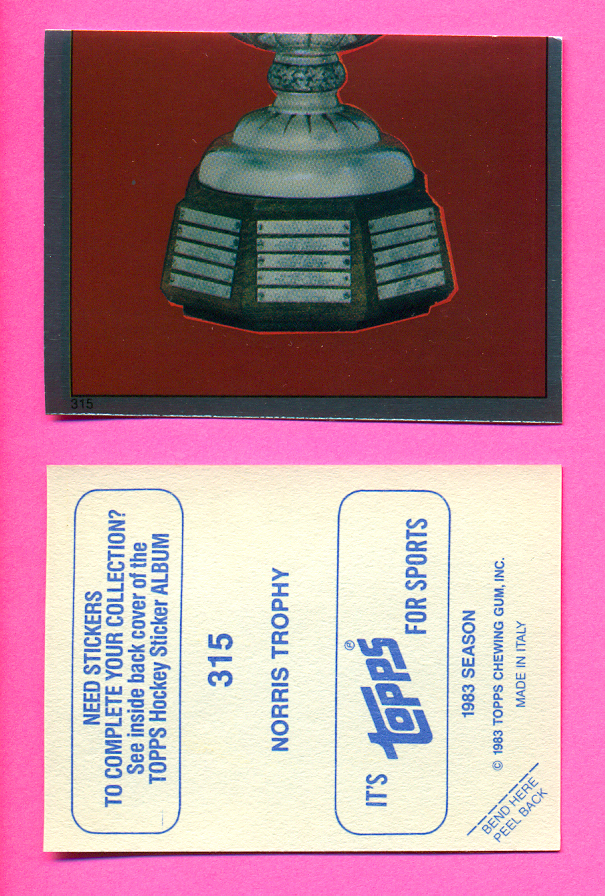 315
NEED STICKERS
TO COMPLETE YOUR COLLECTION?
See inside back cover of the
TOPPS Hockey Sticker ALBUM
315
NORRIS TROPHY
IT'S TOPPS® FOR SPORTS
1983 SEASON
© 1983 TOPPS CHEWING GUM, INC.
MADE IN ITALY
BEND HERE
PEEL BACK